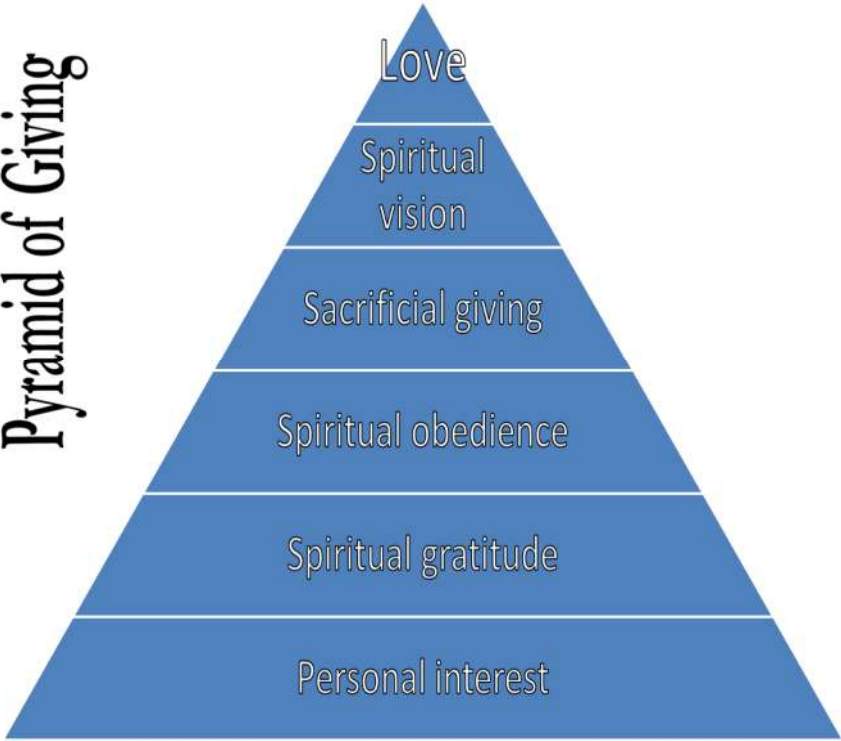 Pyramid of Giving
Love
Spiritual
vision
Sacrificial giving
Spiritual obedience
Spiritual gratitude
Personal interest